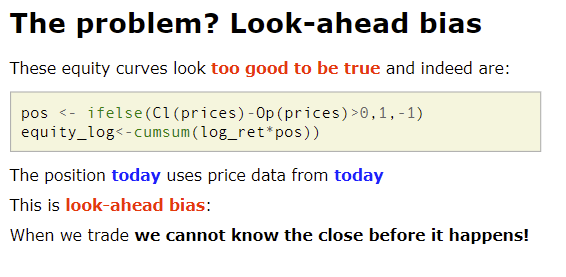 The problem? Look-ahead bias
These equity curves look too good to be true and indeed are:
pos <- ifelse(Cl(prices)-Op(prices)>0,1,-1)
equity_log<-cumsum(log_ret*pos))
The position today uses price data from today
This is look-ahead bias:
When we trade we cannot know the close before it happens!